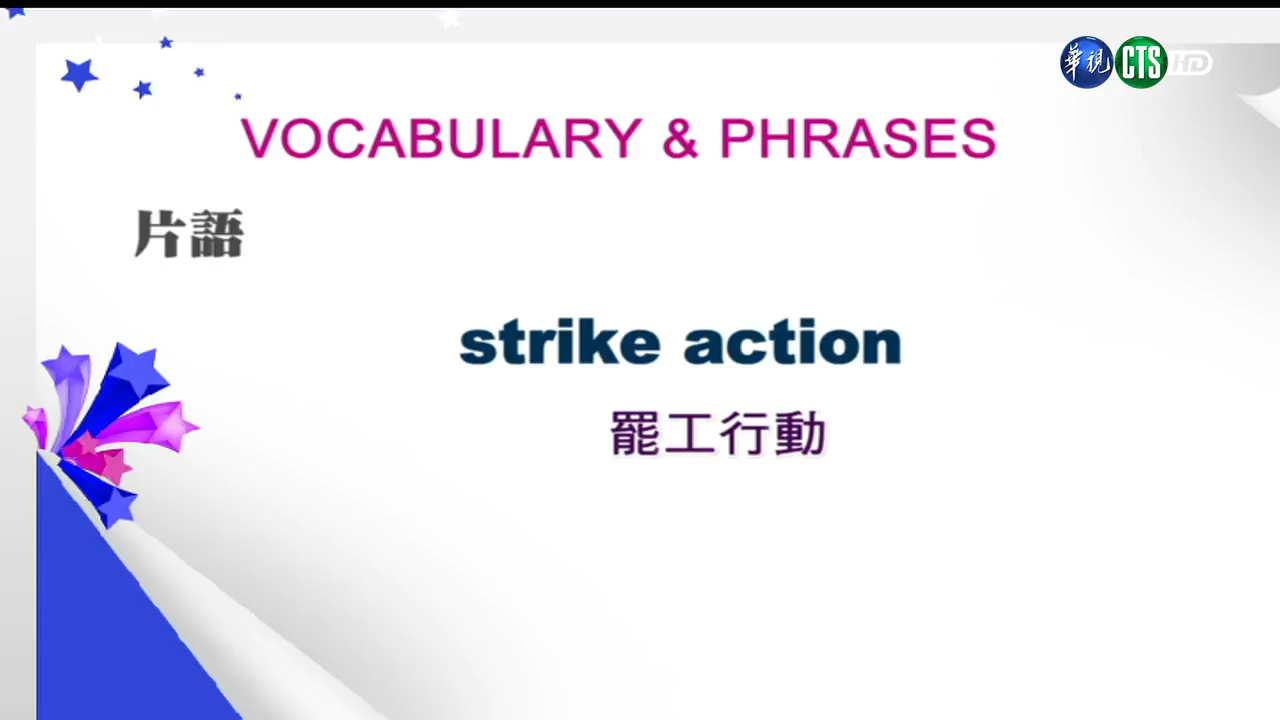 華視 CTS HD
VOCABULARY & PHRASES
片語
strike action
罷工行動